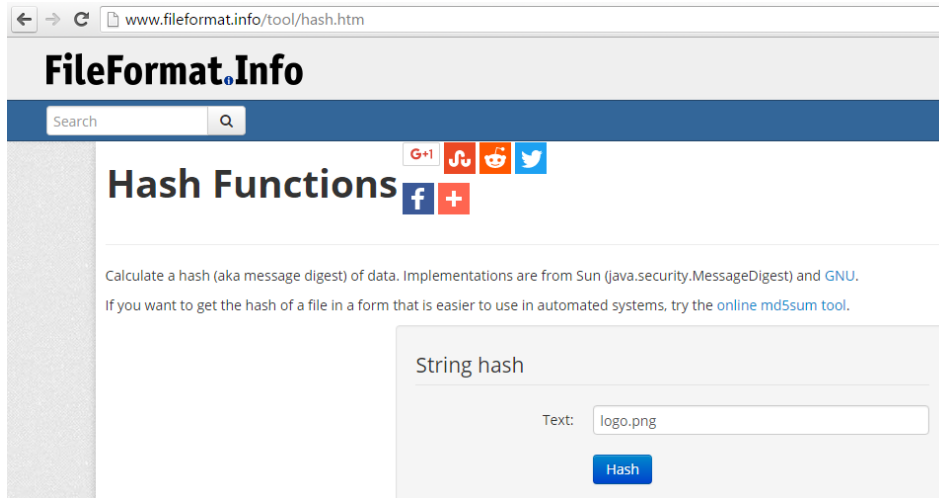 www.fileformat.info/tool/hash.htm
FileFormat.Info
Search
Hash Functions
G+1
Calculate a hash (aka message digest) of data. Implementations are from Sun (java.security.MessageDigest) and GNU.
If you want to get the hash of a file in a form that is easier to use in automated systems, try the online md5sum tool.
String hash
Text: logo.png
Hash